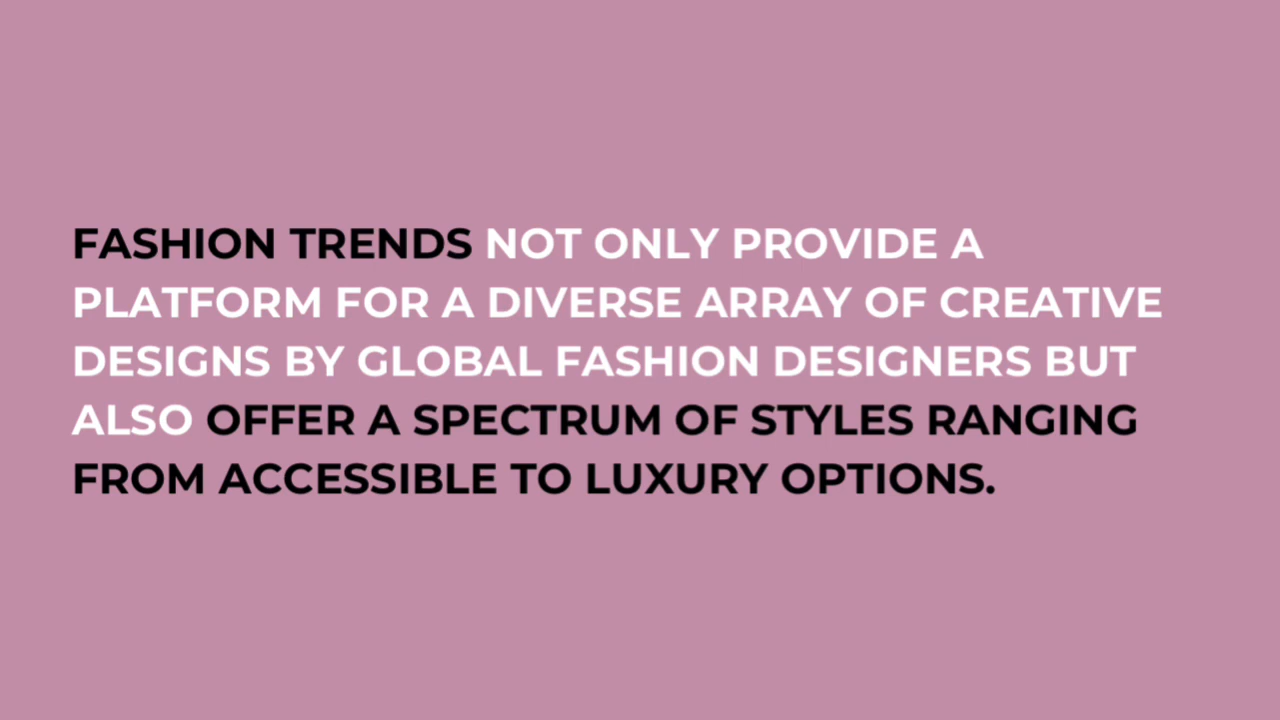 FASHION TRENDS NOT ONLY PROVIDE A
PLATFORM FOR A DIVERSE ARRAY OF CREATIVE
DESIGNS BY GLOBAL FASHION DESIGNERS BUT
ALSO OFFER A SPECTRUM OF STYLES RANGING
FROM ACCESSIBLE TO LUXURY OPTIONS.